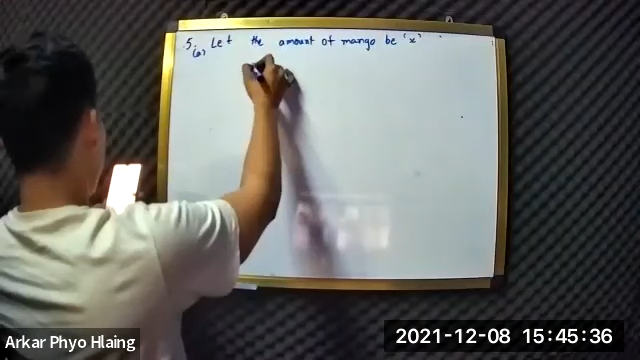 5. Let the amount of mango be 'x'
(a)
Arkar Phyo Hlaing
2021-12-08 15:45:36